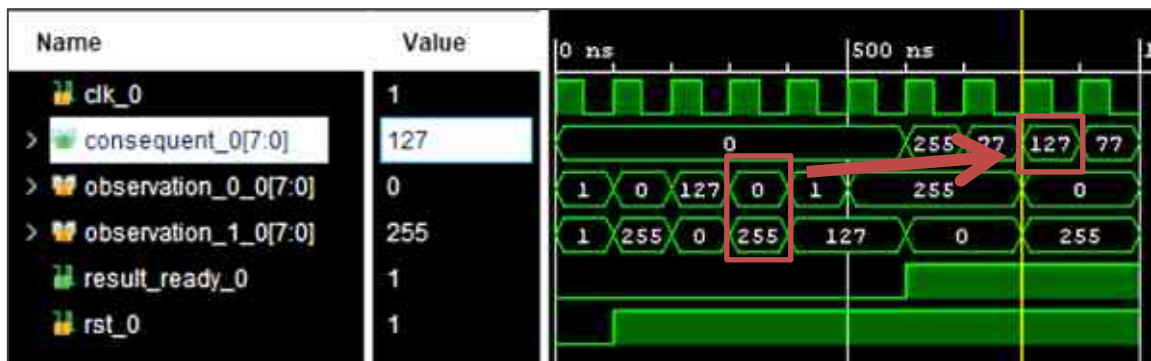 Name Value 0 ns 500 ns 1
clk_0 1
consequent_0[7:0] 127 0 255 77 127 77
observation_0_0[7:0] 0 1 0 127 0 1 255 0
observation_1_0[7:0] 255 1 255 0 255 127 0 255
result_ready_0 1
rst_0 1